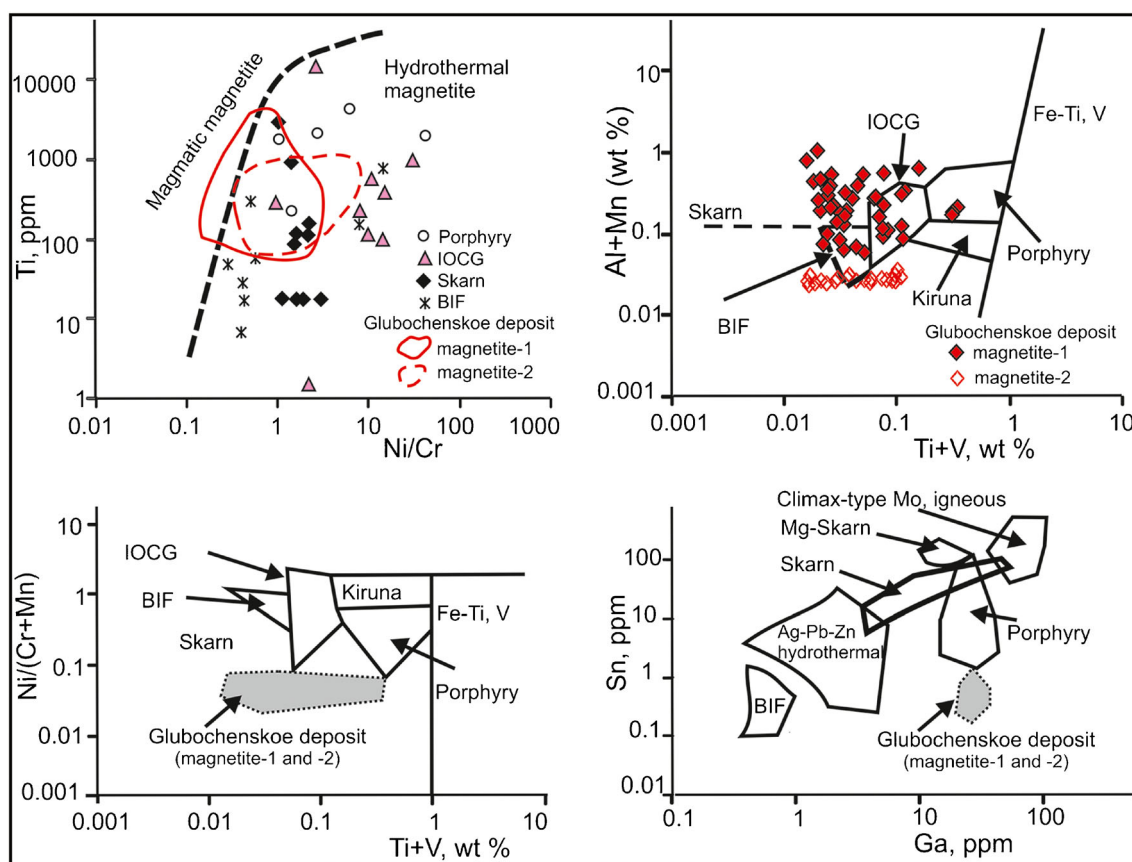 Ti, ppm
10000
1000
100
10
1
0.01
0.1
1
10
100
1000
Ni/Cr
Magmatic magnetite
Hydrothermal
magnetite
Porphyry
IOCG
Skarn
BIF
Glubochenskoe deposit
magnetite-1
magnetite-2
Al+Mn (wt %)
10
1
0.1
0.01
0.001
0.01
0.1
1
10
Ti+V, wt %
IOCG
Fe-Ti, V
Skarn
BIF
Kiruna
Porphyry
Glubochenskoe deposit
magnetite-1
magnetite-2
Ni/(Cr+Mn)
10
1
0.1
0.01
0.001
0.001
0.01
0.1
1
10
Ti+V, wt %
IOCG
BIF
Skarn
Kiruna
Fe-Ti, V
Porphyry
Glubochenskoe deposit
(magnetite-1 and -2)
Sn, ppm
100
10
1
0.1
0.01
0.1
1
10
100
Ga, ppm
Climax-type Mo, igneous
Mg-Skarn
Skarn
Ag-Pb-Zn
hydrothermal
Porphyry
BIF
Glubochenskoe deposit
(magnetite-1 and -2)